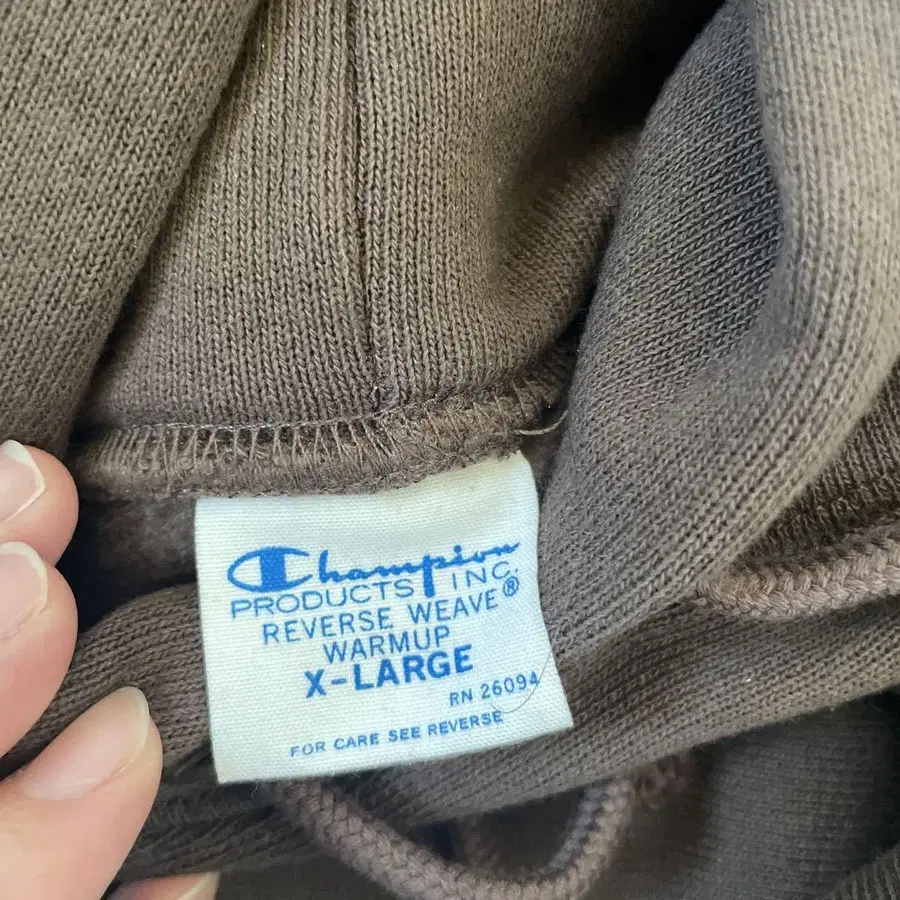 Champion
PRODUCTS INC.
REVERSE WEAVE®
WARMUP
X-LARGE
RN 26094
FOR CARE SEE REVERSE